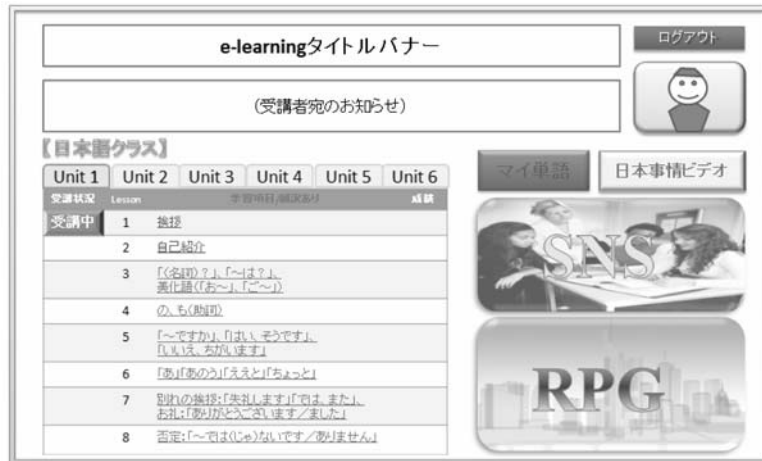 e-learningタイトルバナー
ログアウト
(受講者宛のお知らせ)
【日本語クラス】
Unit 1 Unit 2 Unit 3 Unit 4 Unit 5 Unit 6
マイ単語
日本事情ビデオ
受講状況 Lesson 学習項目/解説あり 成績
受講中 1 挨拶
2 自己紹介
3 「(名詞)?」、「~は?」、
美化語(「お~」、「ご~」)
4 の、も(助詞)
5 「~ですか」、「はい、そうです」、
「いいえ、ちがいます」
6 「あ」「あのう」「ええと」「ちょっと」
7 別れの挨拶:「失礼します」「では、また」、
お礼:「ありがとうございます/ました」
8 否定:「~では(じゃ)ないです/ありません」
SNS
RPG